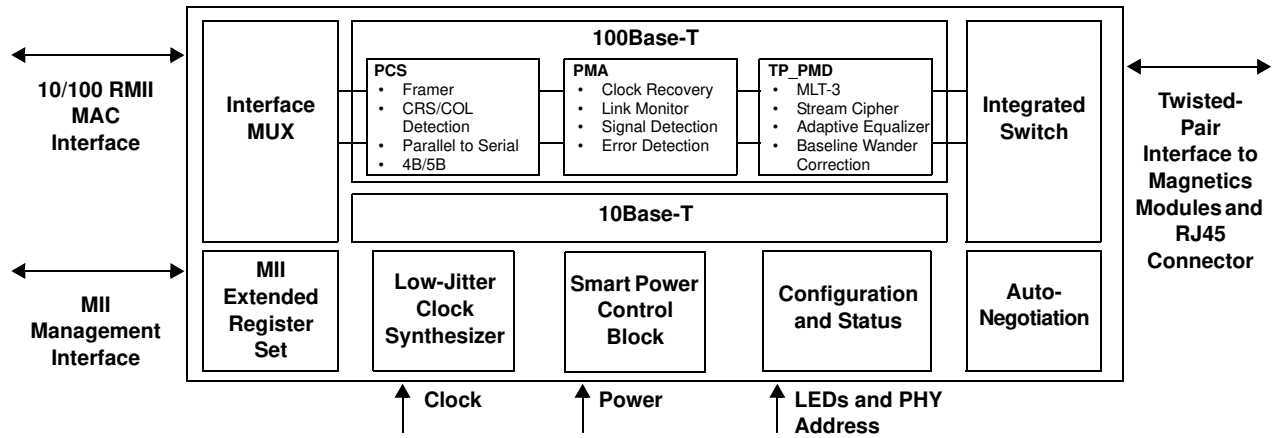 100Base-T
10/100 RMII
MAC
Interface
Interface
MUX
PCS
• Framer
• CRS/COL
Detection
• Parallel to Serial
• 4B/5B
PMA
• Clock Recovery
• Link Monitor
• Signal Detection
• Error Detection
TP_PMD
• MLT-3
• Stream Cipher
• Adaptive Equalizer
• Baseline Wander
Correction
Integrated
Switch
Twisted-
Pair
Interface to
Magnetics
Modules and
RJ45
Connector
10Base-T
MII
Management
Interface
MII
Extended
Register
Set
Low-Jitter
Clock
Synthesizer
Smart Power
Control
Block
Configuration
and Status
Auto-
Negotiation
Clock
Power
LEDs and PHY
Address